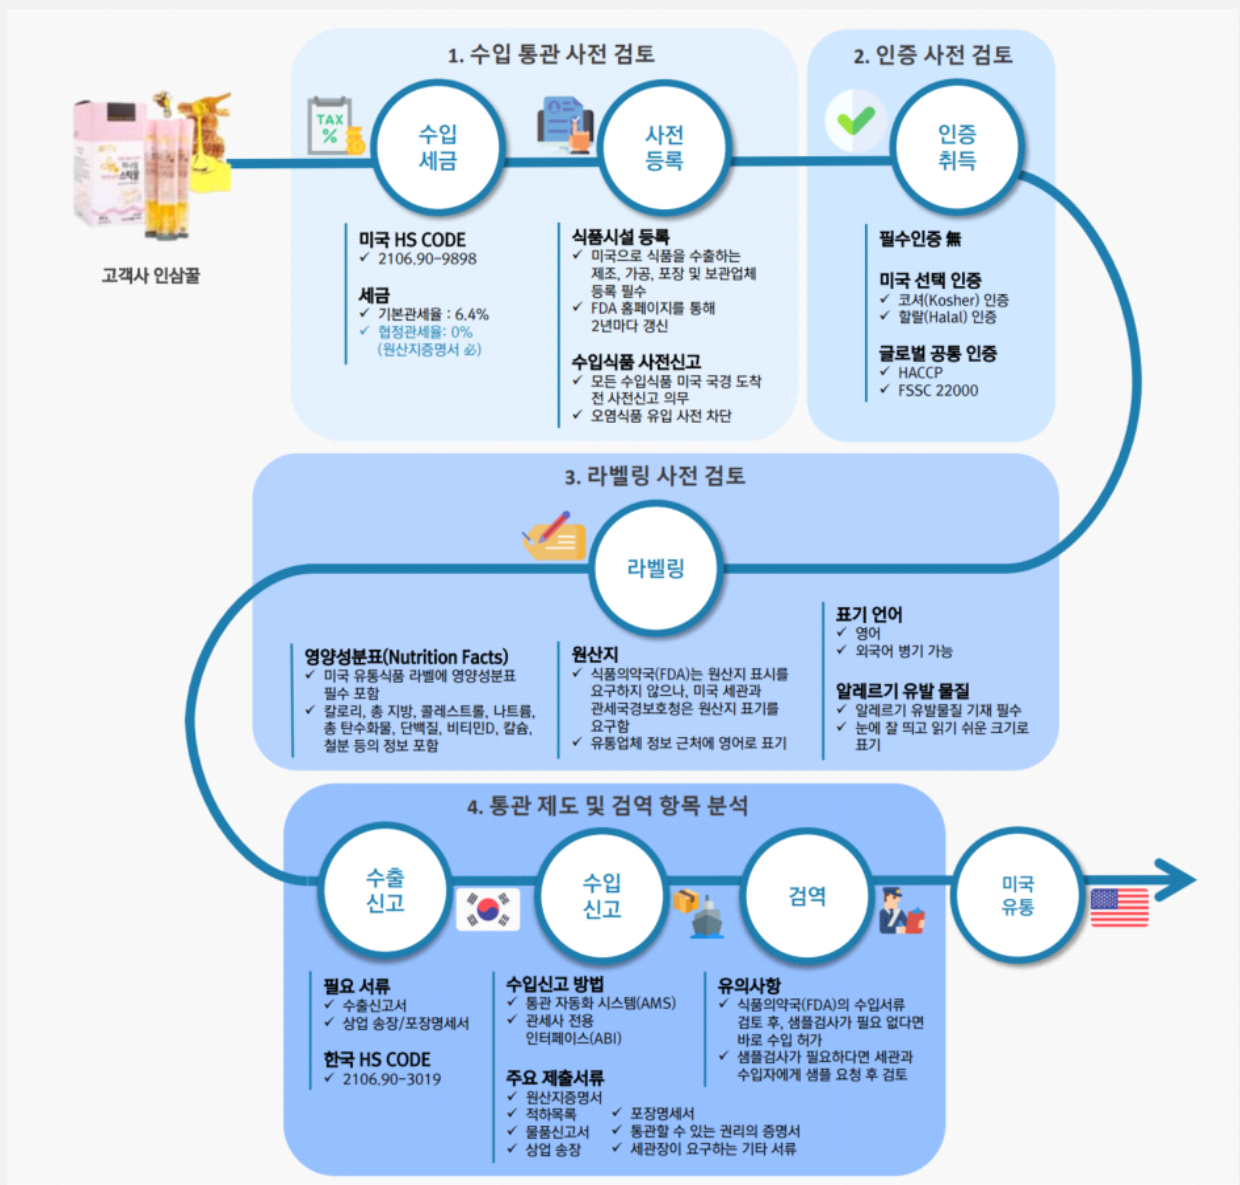 1. 수입 통관 사전 검토
2. 인증 사전 검토
TAX
%
수입
세금
사전
등록
인증
취득
스틱꿀
고객사 인삼꿀
미국 HS CODE
✓ 2106.90-9898
세금
✓ 기본관세율 : 6.4%
✓ 협정관세율: 0%
(원산지증명서 必)
식품시설 등록
✓ 미국으로 식품을 수출하는
제조, 가공, 포장 및 보관업체
등록 필수
✓ FDA 홈페이지를 통해
2년마다 갱신
수입식품 사전신고
✓ 모든 수입식품 미국 국경 도착
전 사전신고 의무
✓ 오염식품 유입 사전 차단
필수인증 無
미국 선택 인증
✓ 코셔(Kosher) 인증
✓ 할랄(Halal) 인증
글로벌 공통 인증
✓ HACCP
✓ FSSC 22000
3. 라벨링 사전 검토
라벨링
영양성분표(Nutrition Facts)
✓ 미국 유통식품 라벨에 영양성분표
필수 포함
✓ 칼로리, 총 지방, 콜레스트롤, 나트륨,
총 탄수화물, 단백질, 비티민D, 칼슘,
철분 등의 정보 포함
원산지
✓ 식품의약국(FDA)는 원산지 표시를
요구하지 않으나, 미국 세관과
관세국경보호청은 원산지 표기를
요구함
✓ 유통업체 정보 근처에 영어로 표기
표기 언어
✓ 영어
✓ 외국어 병기 가능
알레르기 유발 물질
✓ 알레르기 유발물질 기재 필수
✓ 눈에 잘 띄고 읽기 쉬운 크기로
표기
4. 통관 제도 및 검역 항목 분석
수출
신고
수입
신고
검역
미국
유통
필요 서류
✓ 수출신고서
✓ 상업 송장/포장명세서
한국 HS CODE
✓ 2106.90-3019
수입신고 방법
✓ 통관 자동화 시스템(AMS)
✓ 관세사 전용
인터페이스(ABI)
주요 제출서류
✓ 원산지증명서
✓ 적하목록
✓ 물품신고서
✓ 상업 송장
✓ 포장명세서
✓ 통관할 수 있는 권리의 증명서
✓ 세관장이 요구하는 기타 서류
유의사항
✓ 식품의약국(FDA)의 수입서류
검토 후, 샘플검사가 필요 없다면
바로 수입 허가
✓ 샘플검사가 필요하다면 세관과
수입자에게 샘플 요청 후 검토